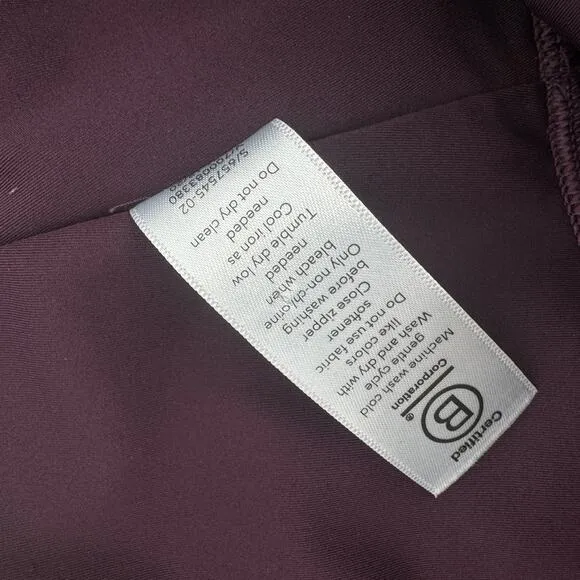 Certified
B
®
Corporation
Machine wash cold
gentle cycle
Wash and dry with
like colors
Do not use fabric
softener
Close zipper
before washing
Only non-chlorine
bleach when
needed
Tumble dry low
Cool iron as
needed
Do not dry clean
S/657545-02